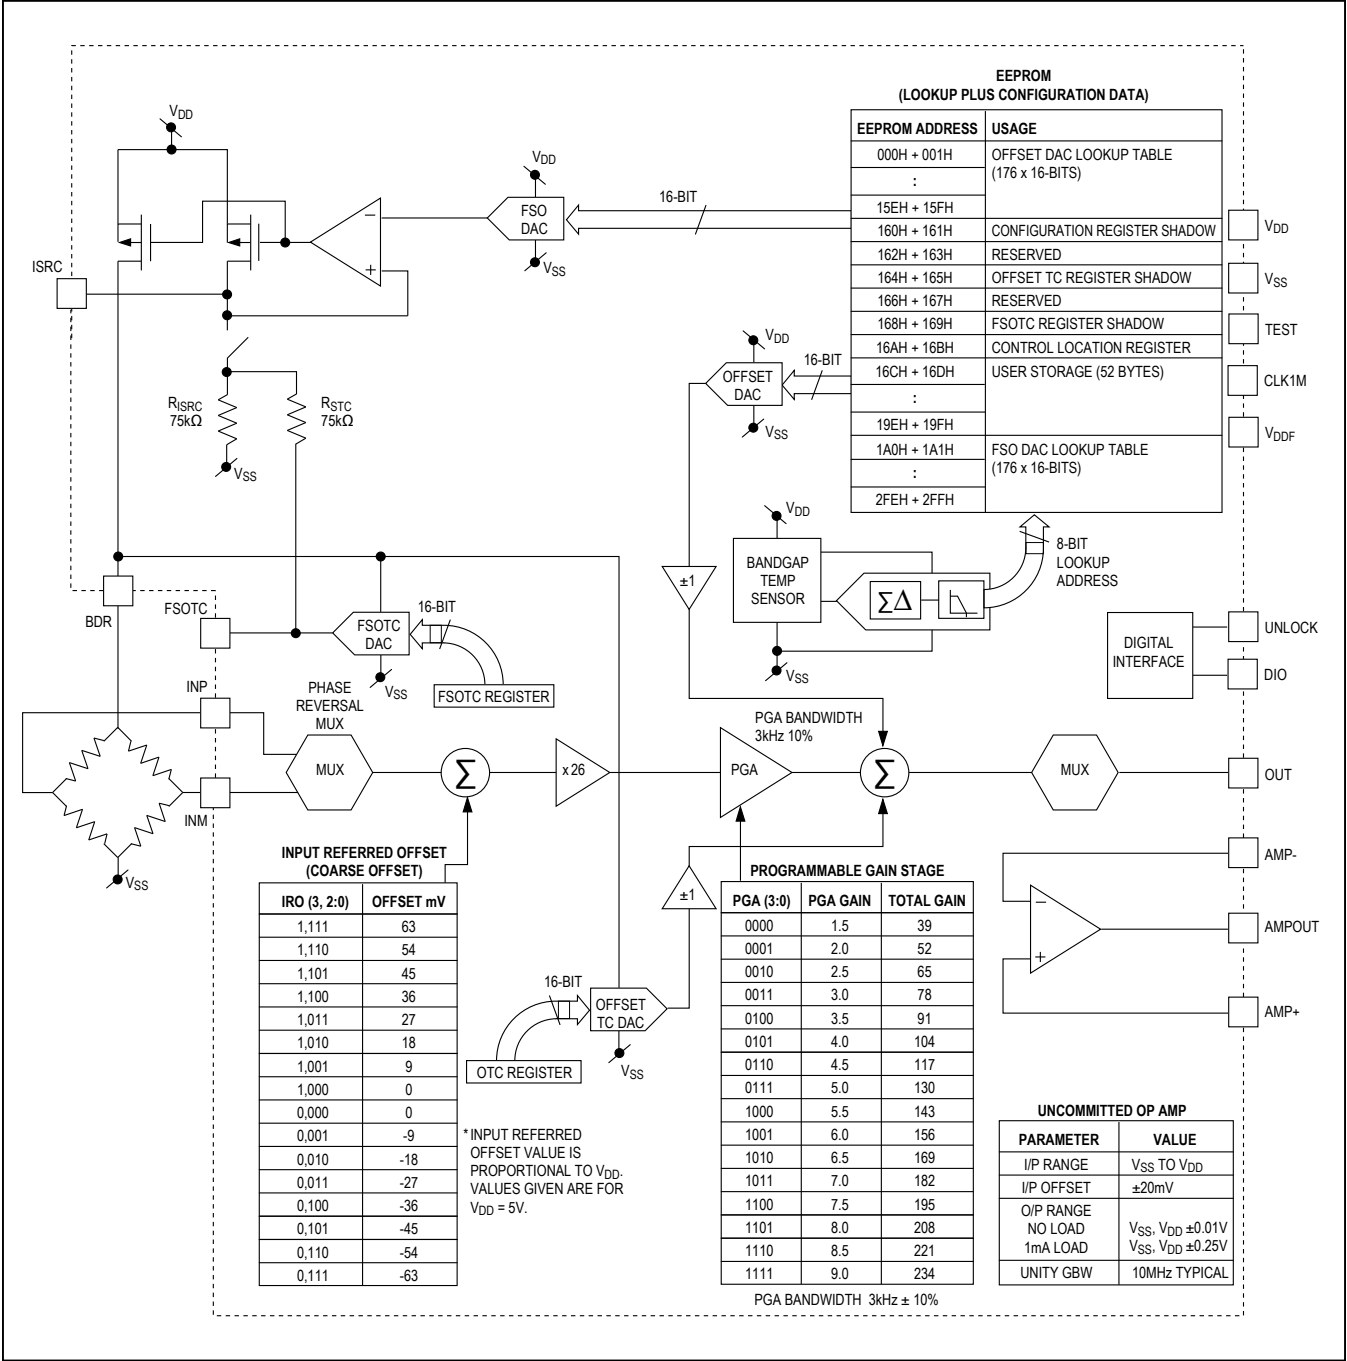 EEPROM
(LOOKUP PLUS CONFIGURATION DATA)
EEPROM ADDRESS USAGE
000H + 001H OFFSET DAC LOOKUP TABLE
(176 x 16-BITS)
:
15EH + 15FH
160H + 161H CONFIGURATION REGISTER SHADOW
162H + 163H RESERVED
164H + 165H OFFSET TC REGISTER SHADOW
166H + 167H RESERVED
168H + 169H FSOTC REGISTER SHADOW
16AH + 16BH CONTROL LOCATION REGISTER
16CH + 16DH USER STORAGE (52 BYTES)
:
19EH + 19FH
1A0H + 1A1H FSO DAC LOOKUP TABLE
(176 x 16-BITS)
:
2FEH + 2FFH
VDD
VDD
FSO
DAC
VSS
16-BIT
−
+
ISRC
RISRC
75kΩ
RSTC
75kΩ
VSS
VDD
OFFSET
DAC
VSS
16-BIT
VDD
VSS
TEST
CLK1M
VDDF
VDD
BANDGAP
TEMP
SENSOR
VSS
ΣΔ
8-BIT
LOOKUP
ADDRESS
±1
BDR
FSOTC
FSOTC
DAC
VSS
16-BIT
FSOTC REGISTER
DIGITAL
INTERFACE
UNLOCK
DIO
INP
INM
VSS
PHASE
REVERSAL
MUX
MUX
Σ
x 26
PGA BANDWIDTH
3kHz 10%
PGA
Σ
MUX
OUT
INPUT REFERRED OFFSET
(COARSE OFFSET)
IRO (3, 2:0) OFFSET mV
1,111 63
1,110 54
1,101 45
1,100 36
1,011 27
1,010 18
1,001 9
1,000 0
0,000 0
0,001 -9
0,010 -18
0,011 -27
0,100 -36
0,101 -45
0,110 -54
0,111 -63
±1
16-BIT
OFFSET
TC DAC
VSS
OTC REGISTER
* INPUT REFERRED
OFFSET VALUE IS
PROPORTIONAL TO VDD.
VALUES GIVEN ARE FOR
VDD = 5V.
PROGRAMMABLE GAIN STAGE
PGA (3:0) PGA GAIN TOTAL GAIN
0000 1.5 39
0001 2.0 52
0010 2.5 65
0011 3.0 78
0100 3.5 91
0101 4.0 104
0110 4.5 117
0111 5.0 130
1000 5.5 143
1001 6.0 156
1010 6.5 169
1011 7.0 182
1100 7.5 195
1101 8.0 208
1110 8.5 221
1111 9.0 234
PGA BANDWIDTH 3kHz ± 10%
AMP-
−
AMPOUT
+
AMP+
UNCOMMITTED OP AMP
PARAMETER VALUE
I/P RANGE VSS TO VDD
I/P OFFSET ±20mV
O/P RANGE
NO LOAD VSS, VDD ±0.01V
1mA LOAD VSS, VDD ±0.25V
UNITY GBW 10MHz TYPICAL